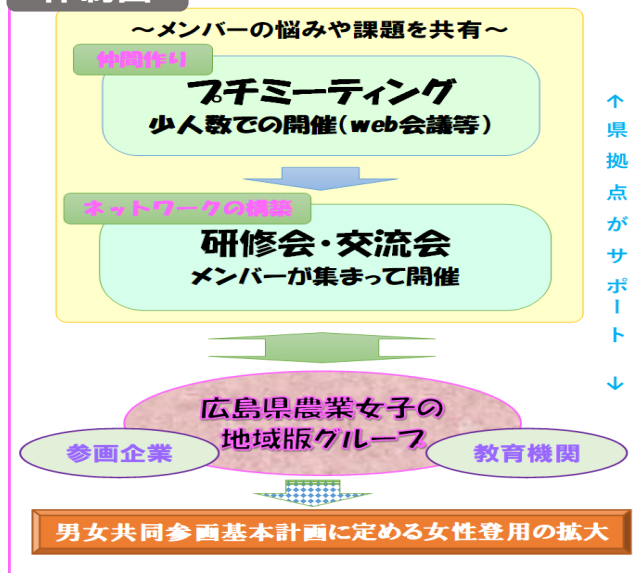 ～メンバーの悩みや課題を共有～
仲間作り
プチミーティング
少人数での開催（web会議等）
ネットワークの構築
研修会・交流会
メンバーが集まって開催
↑県拠点がサポート↓
広島県農業女子の
地域版グループ
参画企業
教育機関
男女共同参画基本計画に定める女性登用の拡大